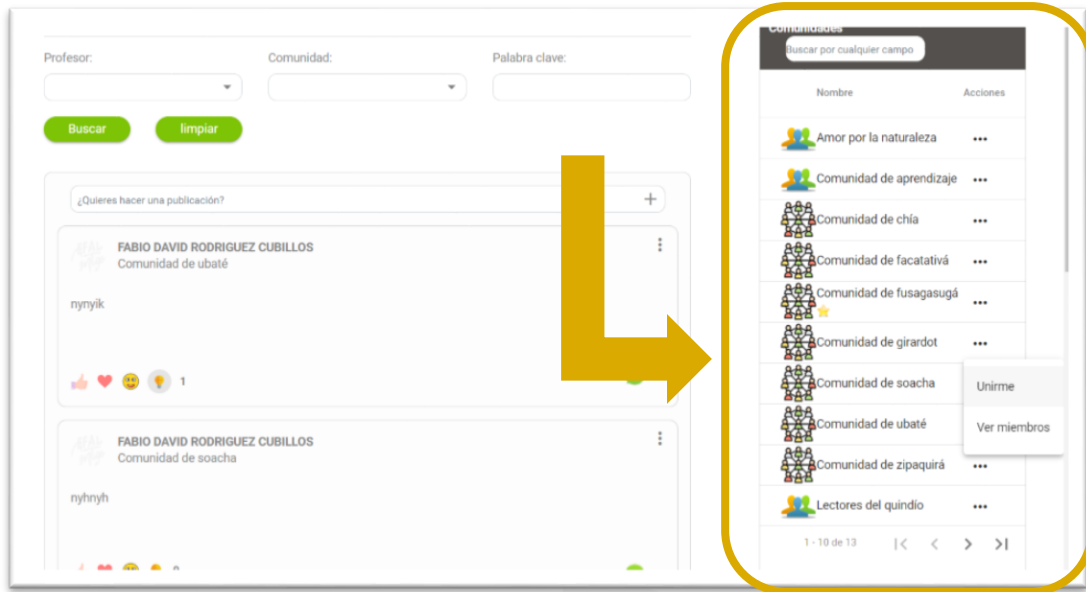 Profesor:
Comunidad:
Palabra clave:
Buscar
limpiar
¿Quieres hacer una publicación?
FABIO DAVID RODRIGUEZ CUBILLOS
Comunidad de ubaté
nynyik
1
FABIO DAVID RODRIGUEZ CUBILLOS
Comunidad de soacha
nyhnyh
Comunidades
Buscar por cualquier campo
Nombre Acciones
Amor por la naturaleza
Comunidad de aprendizaje
Comunidad de chía
Comunidad de facatativá
Comunidad de fusagasugá
Comunidad de girardot
Comunidad de soacha
Unirme
Comunidad de ubaté
Ver miembros
Comunidad de zipaquirá
Lectores del quindío
1 - 10 de 13